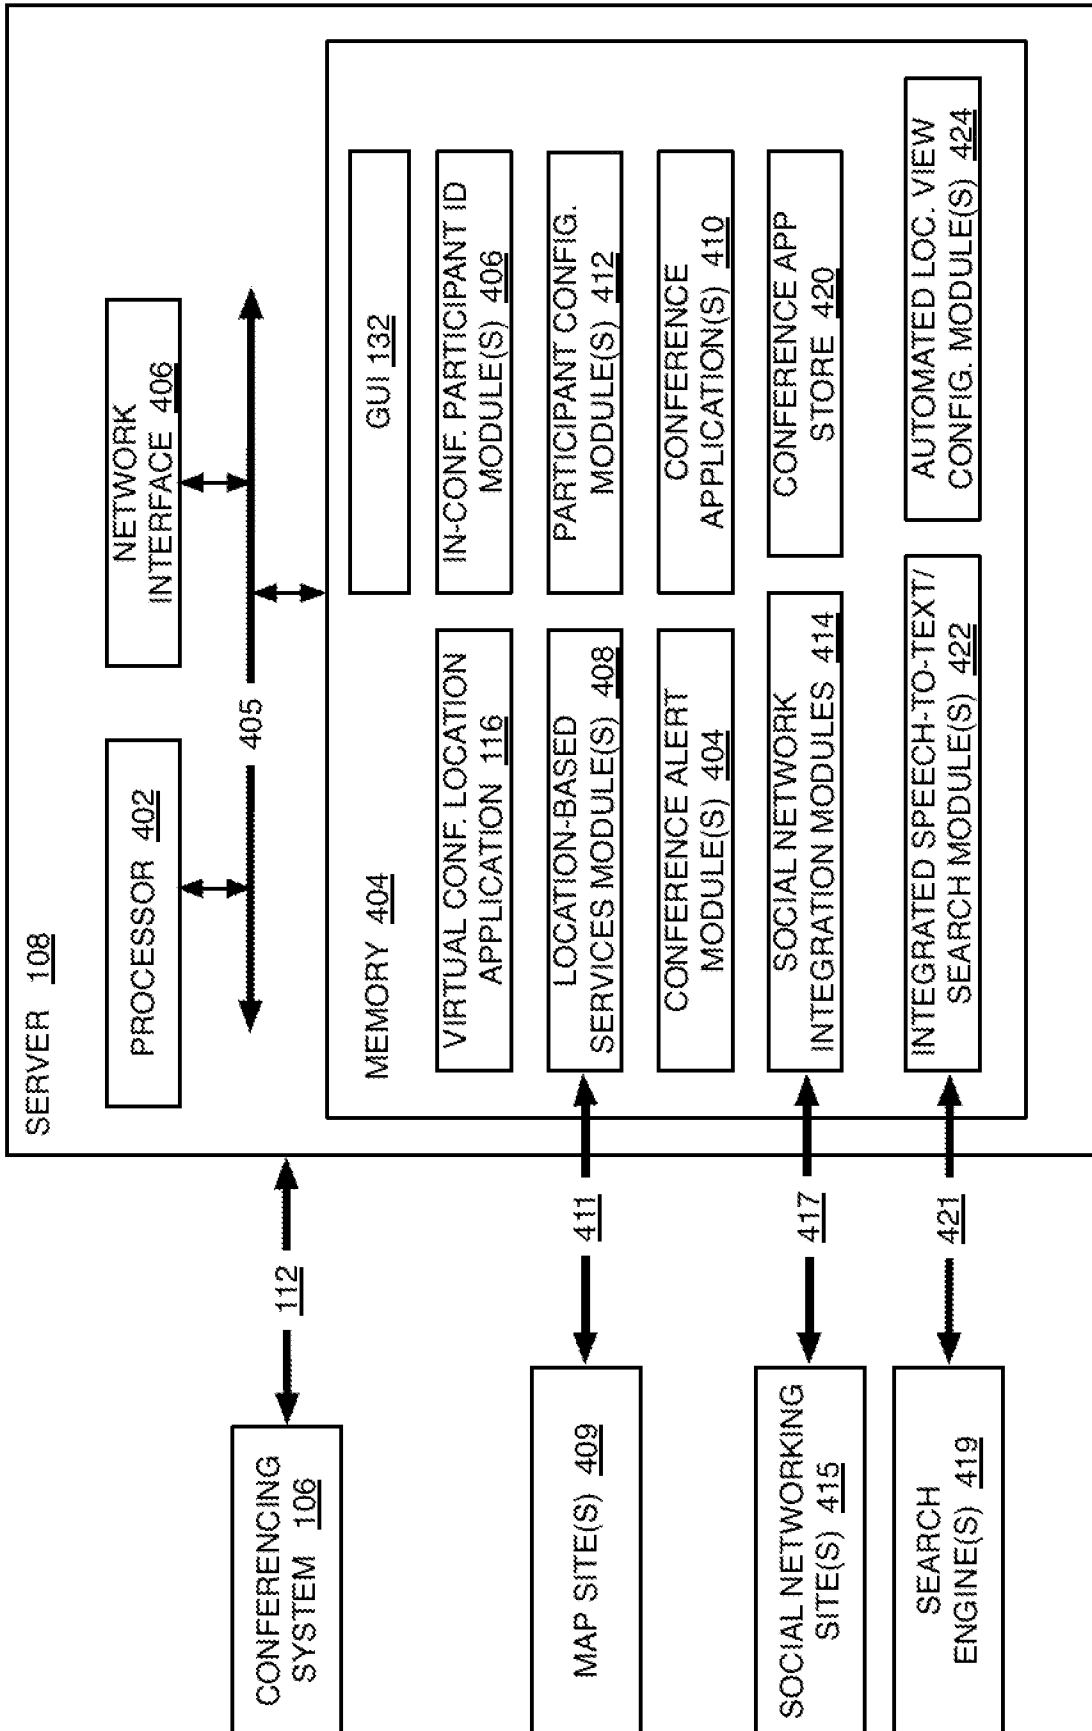 SERVER 108
PROCESSOR 402
NETWORK
INTERFACE 406
405
MEMORY 404
GUI 132
VIRTUAL CONF. LOCATION
APPLICATION 116
IN-CONF. PARTICIPANT ID
MODULE(S) 406
LOCATION-BASED
SERVICES MODULE(S) 408
PARTICIPANT CONFIG.
MODULE(S) 412
CONFERENCE ALERT
MODULE(S) 404
CONFERENCE
APPLICATION(S) 410
SOCIAL NETWORK
INTEGRATION MODULES 414
CONFERENCE APP
STORE 420
INTEGRATED SPEECH-TO-TEXT/
SEARCH MODULE(S) 422
AUTOMATED LOC. VIEW
CONFIG. MODULE(S) 424
CONFERENCING
SYSTEM 106
112
MAP SITE(S) 409
411
SOCIAL NETWORKING
SITE(S) 415
417
SEARCH
ENGINE(S) 419
421